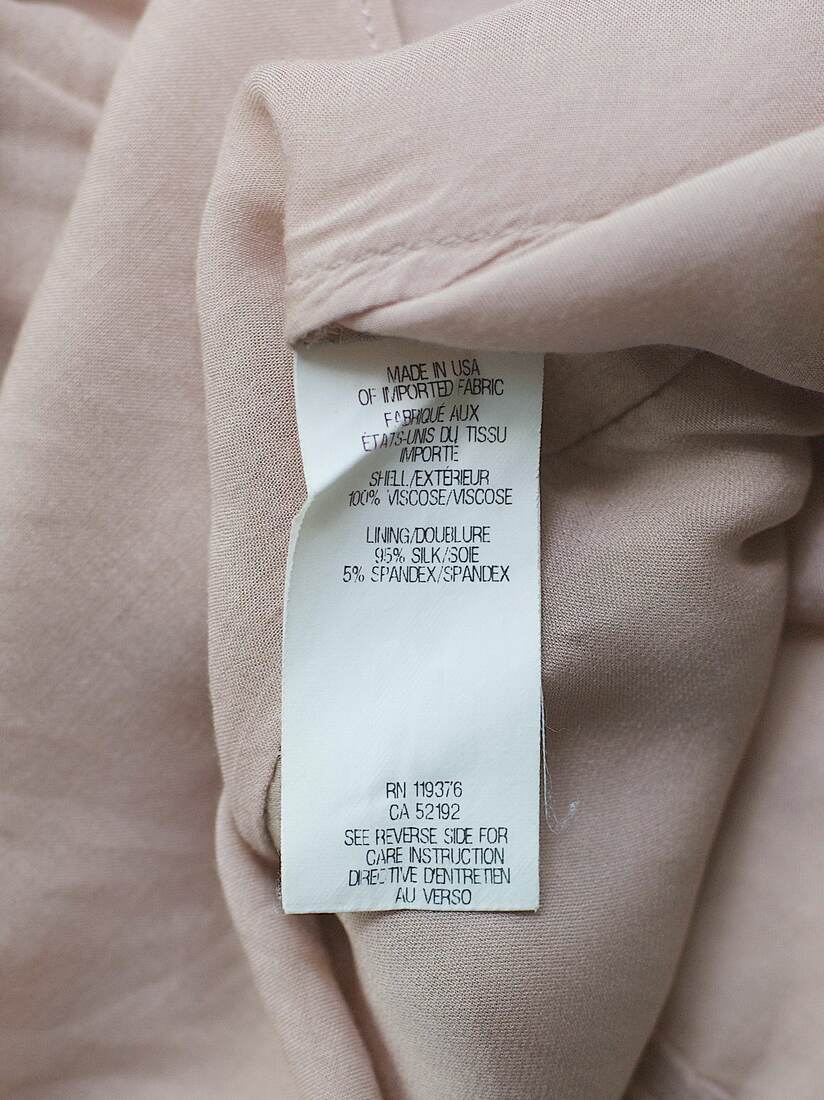 MADE IN USA
OF IMPORTED FABRIC
FABRIQUÉ AUX
ÉTATS-UNIS DU TISSU
IMPORTÉ
SHELL/EXTÉRIEUR
100% VISCOSE/VISCOSE
LINING/DOUBLURE
95% SILK/SOIE
5% SPANDEX/SPANDEX
RN 119376
CA 52192
SEE REVERSE SIDE FOR
CARE INSTRUCTION
DIRECTIVE D'ENTRETIEN
AU VERSO